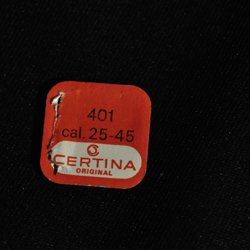 401
cal. 25-45
CERTINA
ORIGINAL